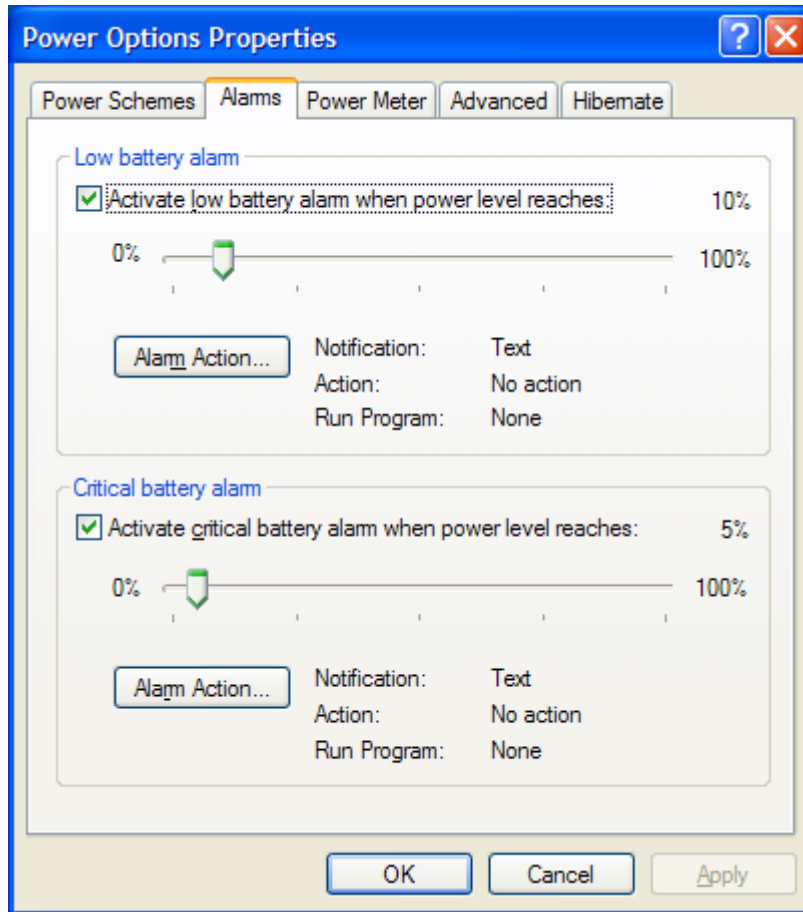 Power Options Properties
Power Schemes Alarms Power Meter Advanced Hibernate
Low battery alarm
Activate low battery alarm when power level reaches: 10%
0% 100%
Alarm Action... Notification: Text
Action: No action
Run Program: None
Critical battery alarm
Activate critical battery alarm when power level reaches: 5%
0% 100%
Alarm Action... Notification: Text
Action: No action
Run Program: None
OK Cancel Apply